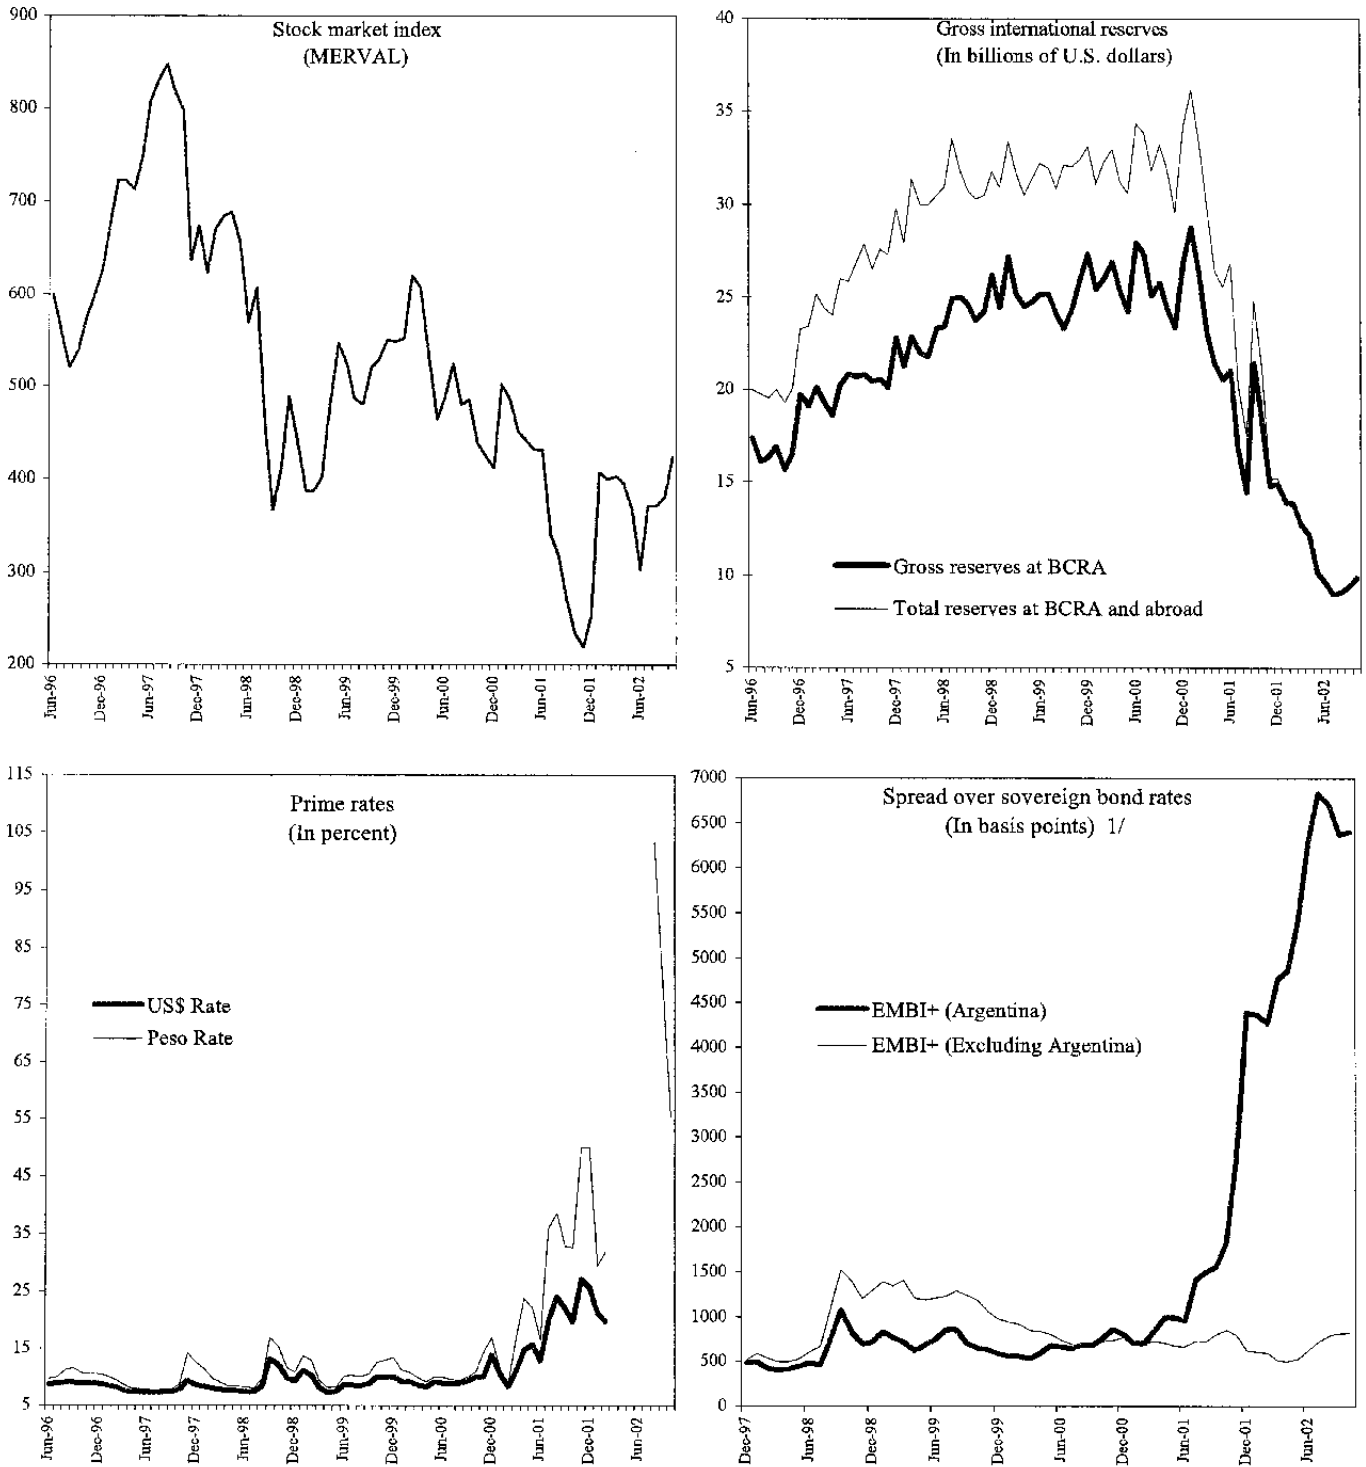 Stock market index
(MERVAL)
900
800
700
600
500
400
300
200
Jun-96
Dec-96
Jun-97
Dec-97
Jun-98
Dec-98
Jun-99
Dec-99
Jun-00
Dec-00
Jun-01
Dec-01
Jun-02
Gross international reserves
(In billions of U.S. dollars)
40
35
30
25
20
15
10
5
Gross reserves at BCRA
Total reserves at BCRA and abroad
Jun-96
Dec-96
Jun-97
Dec-97
Jun-98
Dec-98
Jun-99
Dec-99
Jun-00
Dec-00
Jun-01
Dec-01
Jun-02
Prime rates
(In percent)
115
105
95
85
75
65
55
45
35
25
15
5
US$ Rate
Peso Rate
Jun-96
Dec-96
Jun-97
Dec-97
Jun-98
Dec-98
Jun-99
Dec-99
Jun-00
Dec-00
Jun-01
Dec-01
Jun-02
Spread over sovereign bond rates
(In basis points) 1/
7000
6500
6000
5500
5000
4500
4000
3500
3000
2500
2000
1500
1000
500
0
EMBI+ (Argentina)
EMBI+ (Excluding Argentina)
Dec-97
Jun-98
Dec-98
Jun-99
Dec-99
Jun-00
Dec-00
Jun-01
Dec-01
Jun-02